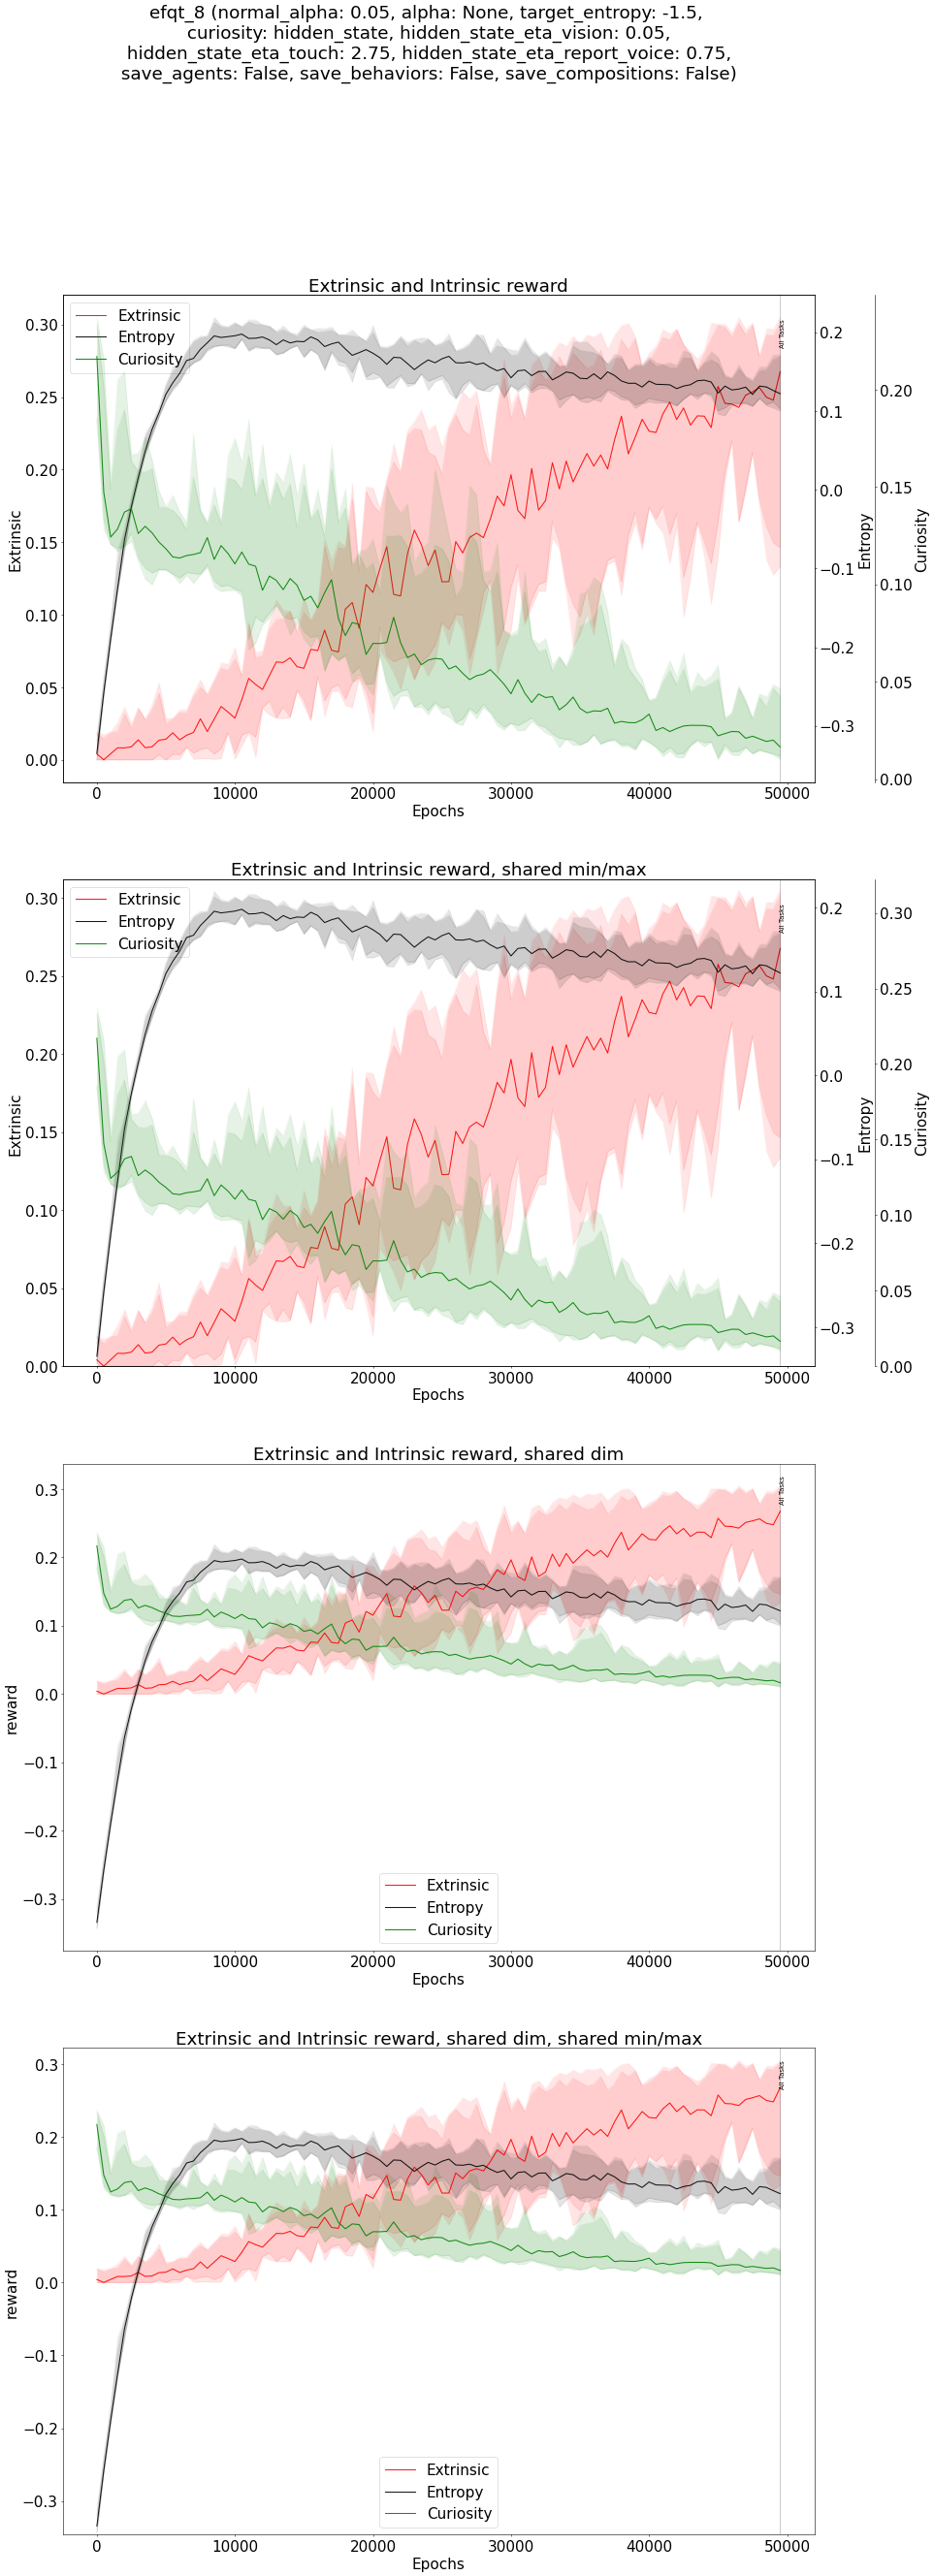 efqt_8 (normal_alpha: 0.05, alpha: None, target_entropy: -1.5,
curiosity: hidden_state, hidden_state_eta_vision: 0.05,
hidden_state_eta_touch: 2.75, hidden_state_eta_report_voice: 0.75,
save_agents: False, save_behaviors: False, save_compositions: False)
Extrinsic and Intrinsic reward
Extrinsic
Entropy
Curiosity
All Tasks
0.30
0.25
0.20
0.15
0.10
0.05
0.00
Extrinsic
0.2
0.1
0.0
−0.1
−0.2
−0.3
Entropy
0.20
0.15
0.10
0.05
0.00
Curiosity
0 10000 20000 30000 40000 50000
Epochs
Extrinsic and Intrinsic reward, shared min/max
Extrinsic
Entropy
Curiosity
All Tasks
0.30
0.25
0.20
0.15
0.10
0.05
0.00
Extrinsic
0.2
0.1
0.0
−0.1
−0.2
−0.3
Entropy
0.30
0.25
0.20
0.15
0.10
0.05
0.00
Curiosity
0 10000 20000 30000 40000 50000
Epochs
Extrinsic and Intrinsic reward, shared dim
All Tasks
0.3
0.2
0.1
0.0
−0.1
−0.2
−0.3
reward
Extrinsic
Entropy
Curiosity
0 10000 20000 30000 40000 50000
Epochs
Extrinsic and Intrinsic reward, shared dim, shared min/max
All Tasks
0.3
0.2
0.1
0.0
−0.1
−0.2
−0.3
reward
Extrinsic
Entropy
Curiosity
0 10000 20000 30000 40000 50000
Epochs